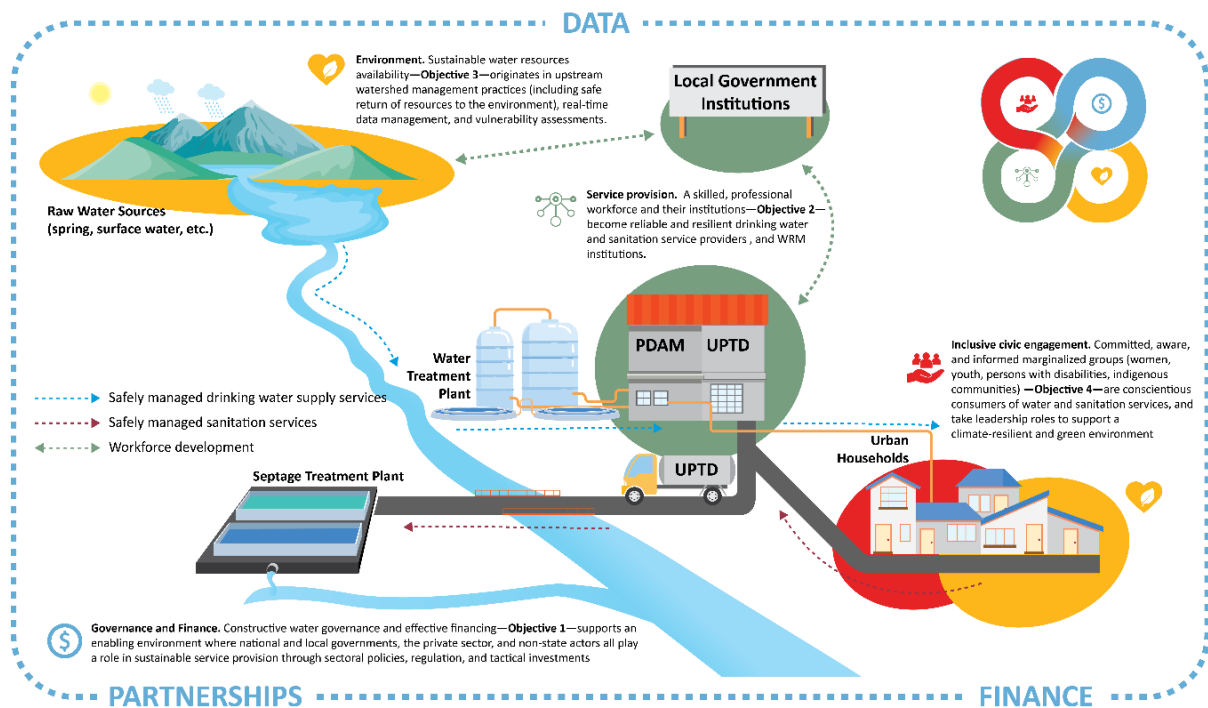 DATA
Environment. Sustainable water resources
availability—Objective 3—originates in upstream
watershed management practices (including safe
return of resources to the environment), real-time
data management, and vulnerability assessments.
Local Government
Institutions
Raw Water Sources
(spring, surface water, etc.)
Service provision. A skilled, professional
workforce and their institutions—Objective 2—
become reliable and resilient drinking water
and sanitation service providers , and WRM
institutions.
PDAM UPTD
Water
Treatment
Plant
Inclusive civic engagement. Committed, aware,
and informed marginalized groups (women,
youth, persons with disabilities, indigenous
communities) —Objective 4—are conscientious
consumers of water and sanitation services, and
take leadership roles to support a
climate-resilient and green environment
Safely managed drinking water supply services
Safely managed sanitation services
Workforce development
Urban
Households
Septage Treatment Plant
UPTD
Governance and Finance. Constructive water governance and effective financing—Objective 1—supports an
enabling environment where national and local governments, the private sector, and non-state actors all play
a role in sustainable service provision through sectoral policies, regulation, and tactical investments
PARTNERSHIPS
FINANCE